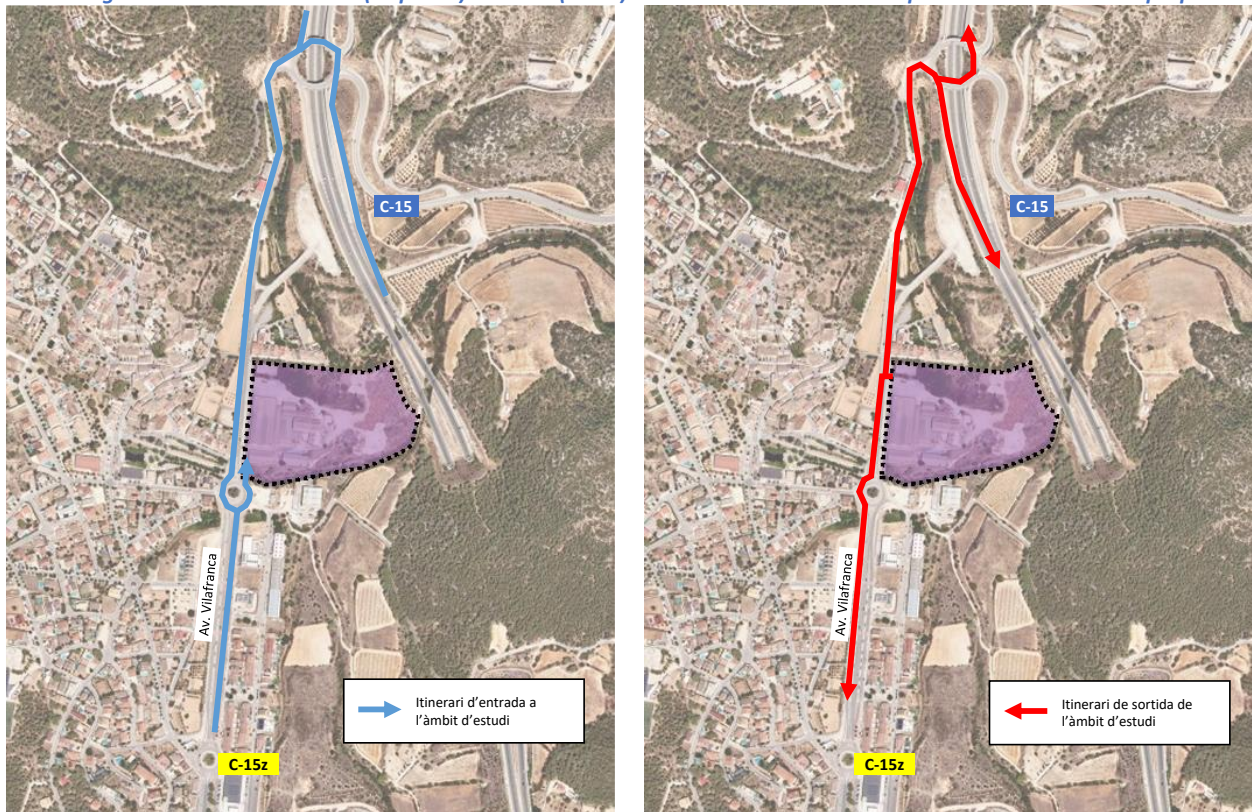 C-15
Av. Vilafranca
Itinerari d'entrada a
l'àmbit d'estudi
C-15z
C-15
Av. Vilafranca
Itinerari de sortida de
l'àmbit d'estudi
C-15z